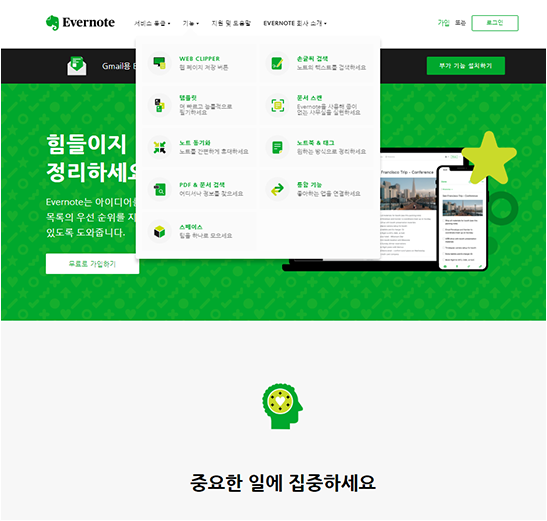 Evernote
서비스 등급
기능
지원 및 도움말
EVERNOTE 회사 소개
가입 또는 로그인
Gmail용 E
부가 기능 설치하기
WEB CLIPPER
웹 페이지 저장 버튼
손글씨 검색
노트의 텍스트를 검색하세요
템플릿
더 빠르고 능률적으로
필기하세요
문서 스캔
Evernote를 사용해 종이
없는 사무실을 실현하세요
노트 동기화
노트를 간편하게 휴대하세요
노트북 & 태그
원하는 방식으로 정리하세요
PDF & 문서 검색
어디서나 정보를 찾으세요
통합 기능
좋아하는 앱을 연결하세요
스페이스
팀을 하나로 모으세요
힘들이지
정리하세요
Evernote는 아이디어를
목록의 우선 순위를 지
있도록 도와줍니다.
무료로 가입하기
Francisco Trip - Conference
중요한 일에 집중하세요